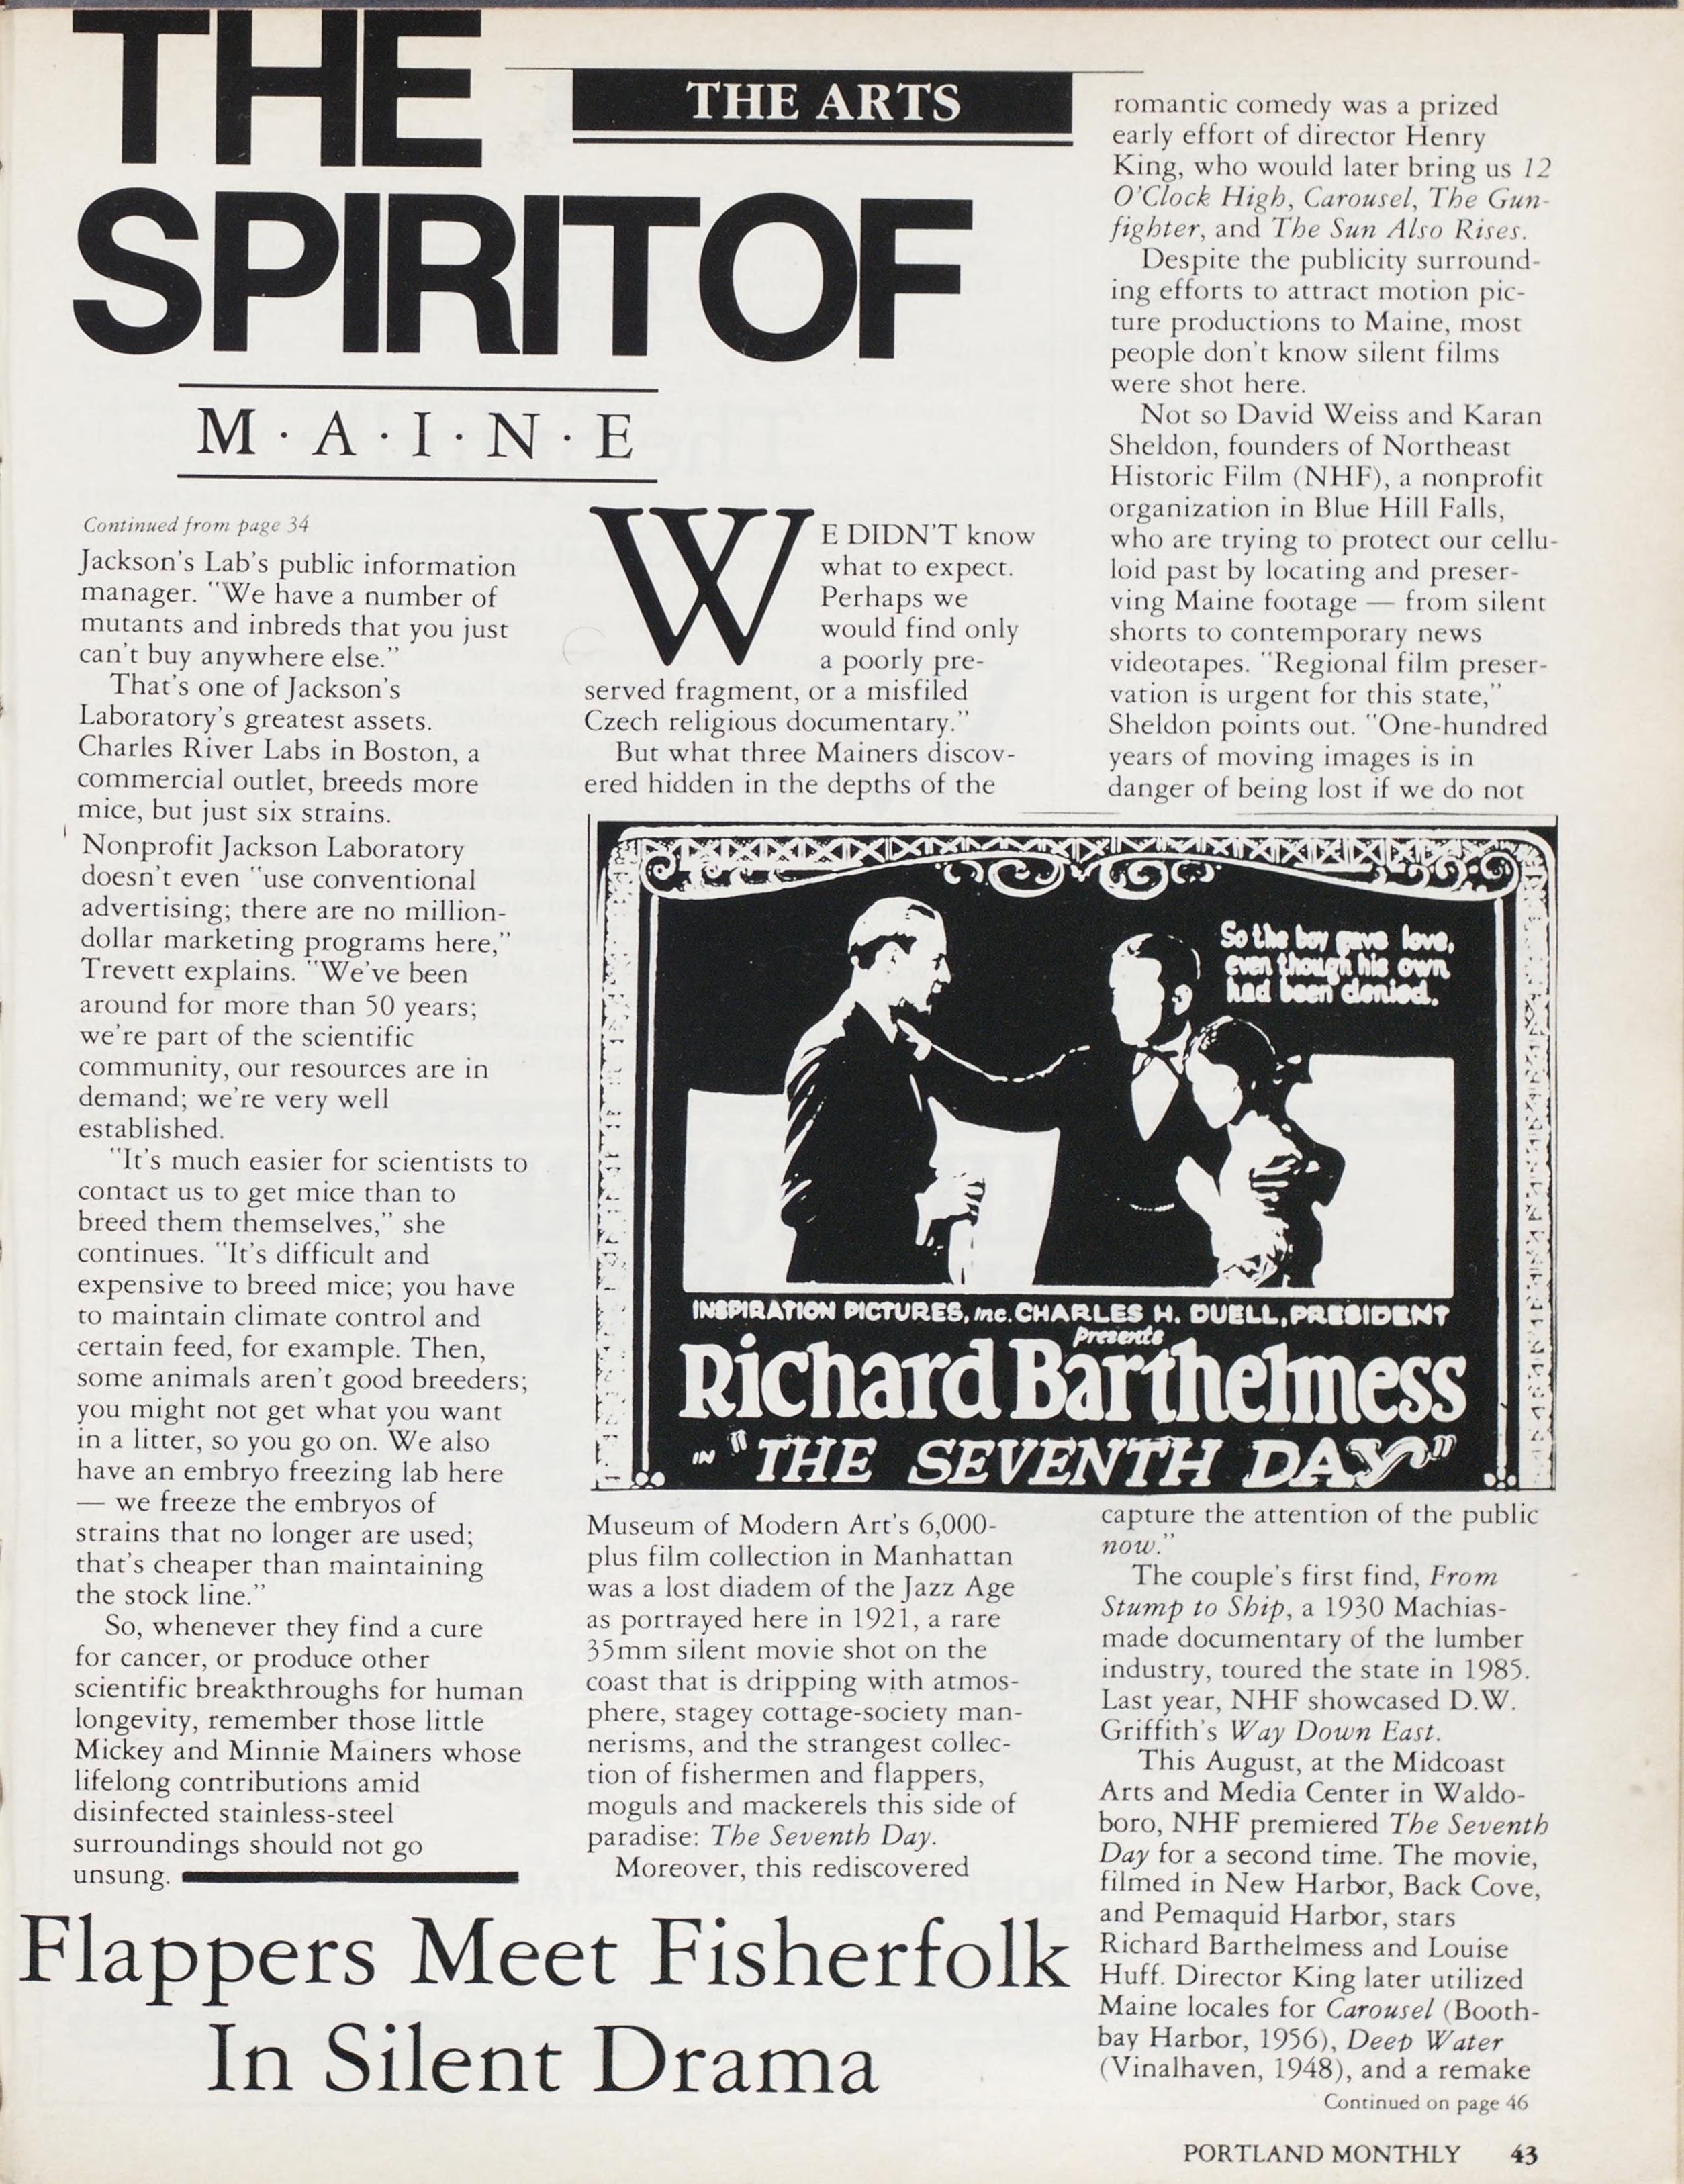 THE
SPIRIT OF
M·A·I·N·E
Continued from page 34
Jackson's Lab's public information
manager. "We have a number of
mutants and inbreds that you just
can't buy anywhere else."
That's one of Jackson's
Laboratory's greatest assets.
Charles River Labs in Boston, a
commercial outlet, breeds more
mice, but just six strains.
Nonprofit Jackson Laboratory
doesn't even "use conventional
advertising; there are no million-
dollar marketing programs here,"
Trevett explains. "We've been
around for more than 50 years;
we're part of the scientific
community, our resources are in
demand; we're very well
established.
"It's much easier for scientists to
contact us to get mice than to
breed them themselves," she
continues. "It's difficult and
expensive to breed mice; you have
to maintain climate control and
certain feed, for example. Then,
some animals aren't good breeders;
you might not get what you want
in a litter, so you go on. We also
have an embryo freezing lab here
— we freeze the embryos of
strains that no longer are used;
that's cheaper than maintaining
the stock line."
So, whenever they find a cure
for cancer, or produce other
scientific breakthroughs for human
longevity, remember those little
Mickey and Minnie Mainers whose
lifelong contributions amid
disinfected stainless-steel
surroundings should not go
unsung.
THE ARTS
Flappers Meet Fisherfolk
In Silent Drama
WE DIDN'T know
what to expect.
Perhaps we
would find only
a poorly pre-
served fragment, or a misfiled
Czech religious documentary."
But what three Mainers discov-
ered hidden in the depths of the
So the boy gave love,
even though his own
had been denied.
INSPIRATION PICTURES, Inc. CHARLES H. DUELL, PRESIDENT
Presents
Richard Barthelmess
IN "THE SEVENTH DAY"
Museum of Modern Art's 6,000-
plus film collection in Manhattan
was a lost diadem of the Jazz Age
as portrayed here in 1921, a rare
35mm silent movie shot on the
coast that is dripping with atmos-
phere, stagey cottage-society man-
nerisms, and the strangest collec-
tion of fishermen and flappers,
moguls and mackerels this side of
paradise: The Seventh Day.
Moreover, this rediscovered
romantic comedy was a prized
early effort of director Henry
King, who would later bring us 12
O'Clock High, Carousel, The Gun-
fighter, and The Sun Also Rises.
Despite the publicity surround-
ing efforts to attract motion pic-
ture productions to Maine, most
people don't know silent films
were shot here.
Not so David Weiss and Karan
Sheldon, founders of Northeast
Historic Film (NHF), a nonprofit
organization in Blue Hill Falls,
who are trying to protect our cellu-
loid past by locating and preser-
ving Maine footage — from silent
shorts to contemporary news
videotapes. "Regional film preser-
vation is urgent for this state,"
Sheldon points out. "One-hundred
years of moving images is in
danger of being lost if we do not
capture the attention of the public
now."
The couple's first find, From
Stump to Ship, a 1930 Machias-
made documentary of the lumber
industry, toured the state in 1985.
Last year, NHF showcased D.W.
Griffith's Way Down East.
This August, at the Midcoast
Arts and Media Center in Waldo-
boro, NHF premiered The Seventh
Day for a second time. The movie,
filmed in New Harbor, Back Cove,
and Pemaquid Harbor, stars
Richard Barthelmess and Louise
Huff. Director King later utilized
Maine locales for Carousel (Booth-
bay Harbor, 1956), Deep Water
(Vinalhaven, 1948), and a remake
Continued on page 46
PORTLAND MONTHLY 43